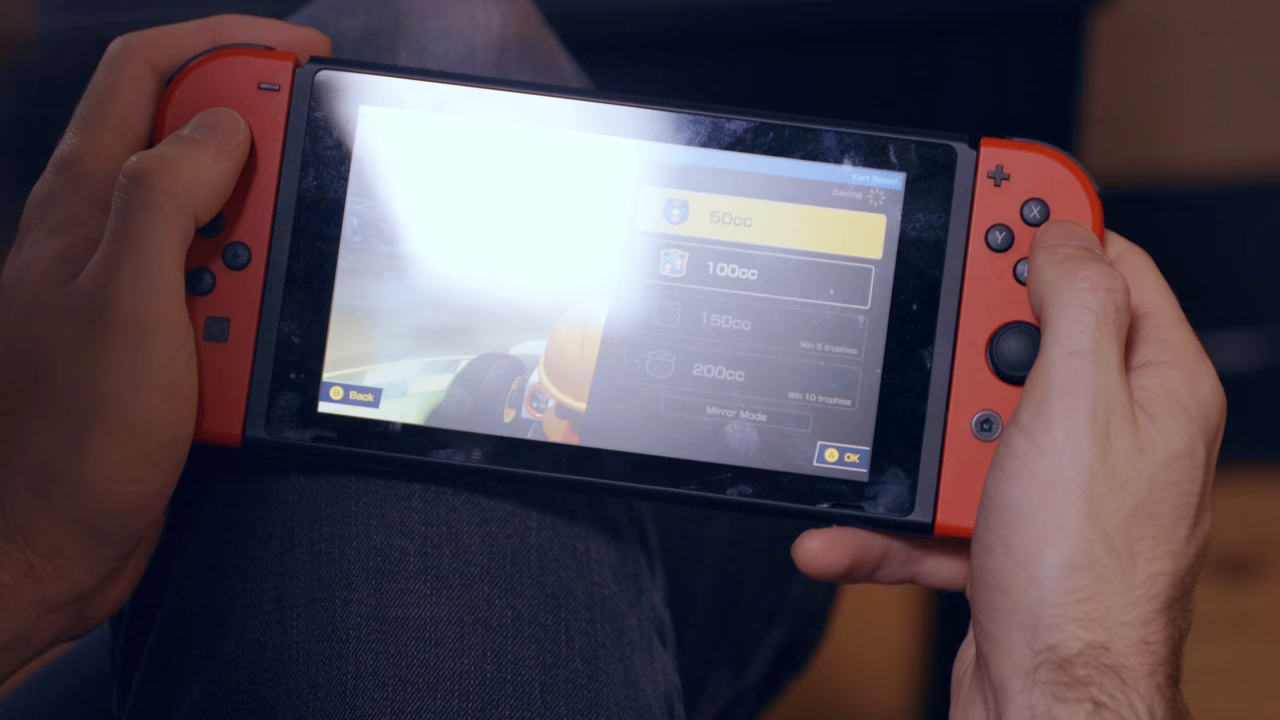 Kart Speed
Saving
50cc
100cc
150cc
Win 5 trophies
200cc
Win 10 trophies
Mirror Mode
B Back
A OK
X
Y